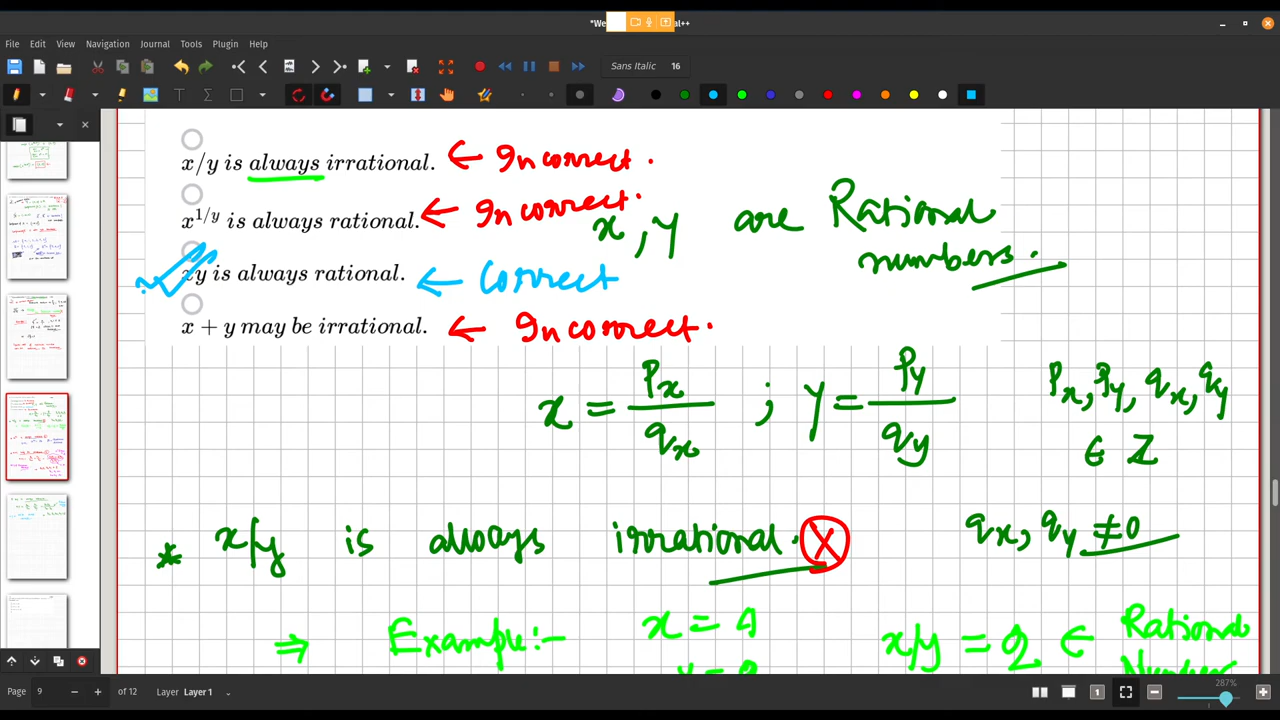 *We al++
File Edit View Navigation Journal Tools Plugin Help
Sans Italic 16
x/y is always irrational. ← Incorrect.
x^{1/y} is always rational. ← Incorrect.
x, y are Rational numbers.
xy is always rational. ← Correct
x + y may be irrational. ← Incorrect.
x = p_x/q_x ; y = p_y/q_y
p_x, p_y, q_x, q_y ∈ Z
* x/y is always irrational. X
q_x, q_y ≠ 0
⇒ Example:- x = 4
x/y = 2 ← Rational
Page 9 of 12 Layer Layer 1
287%